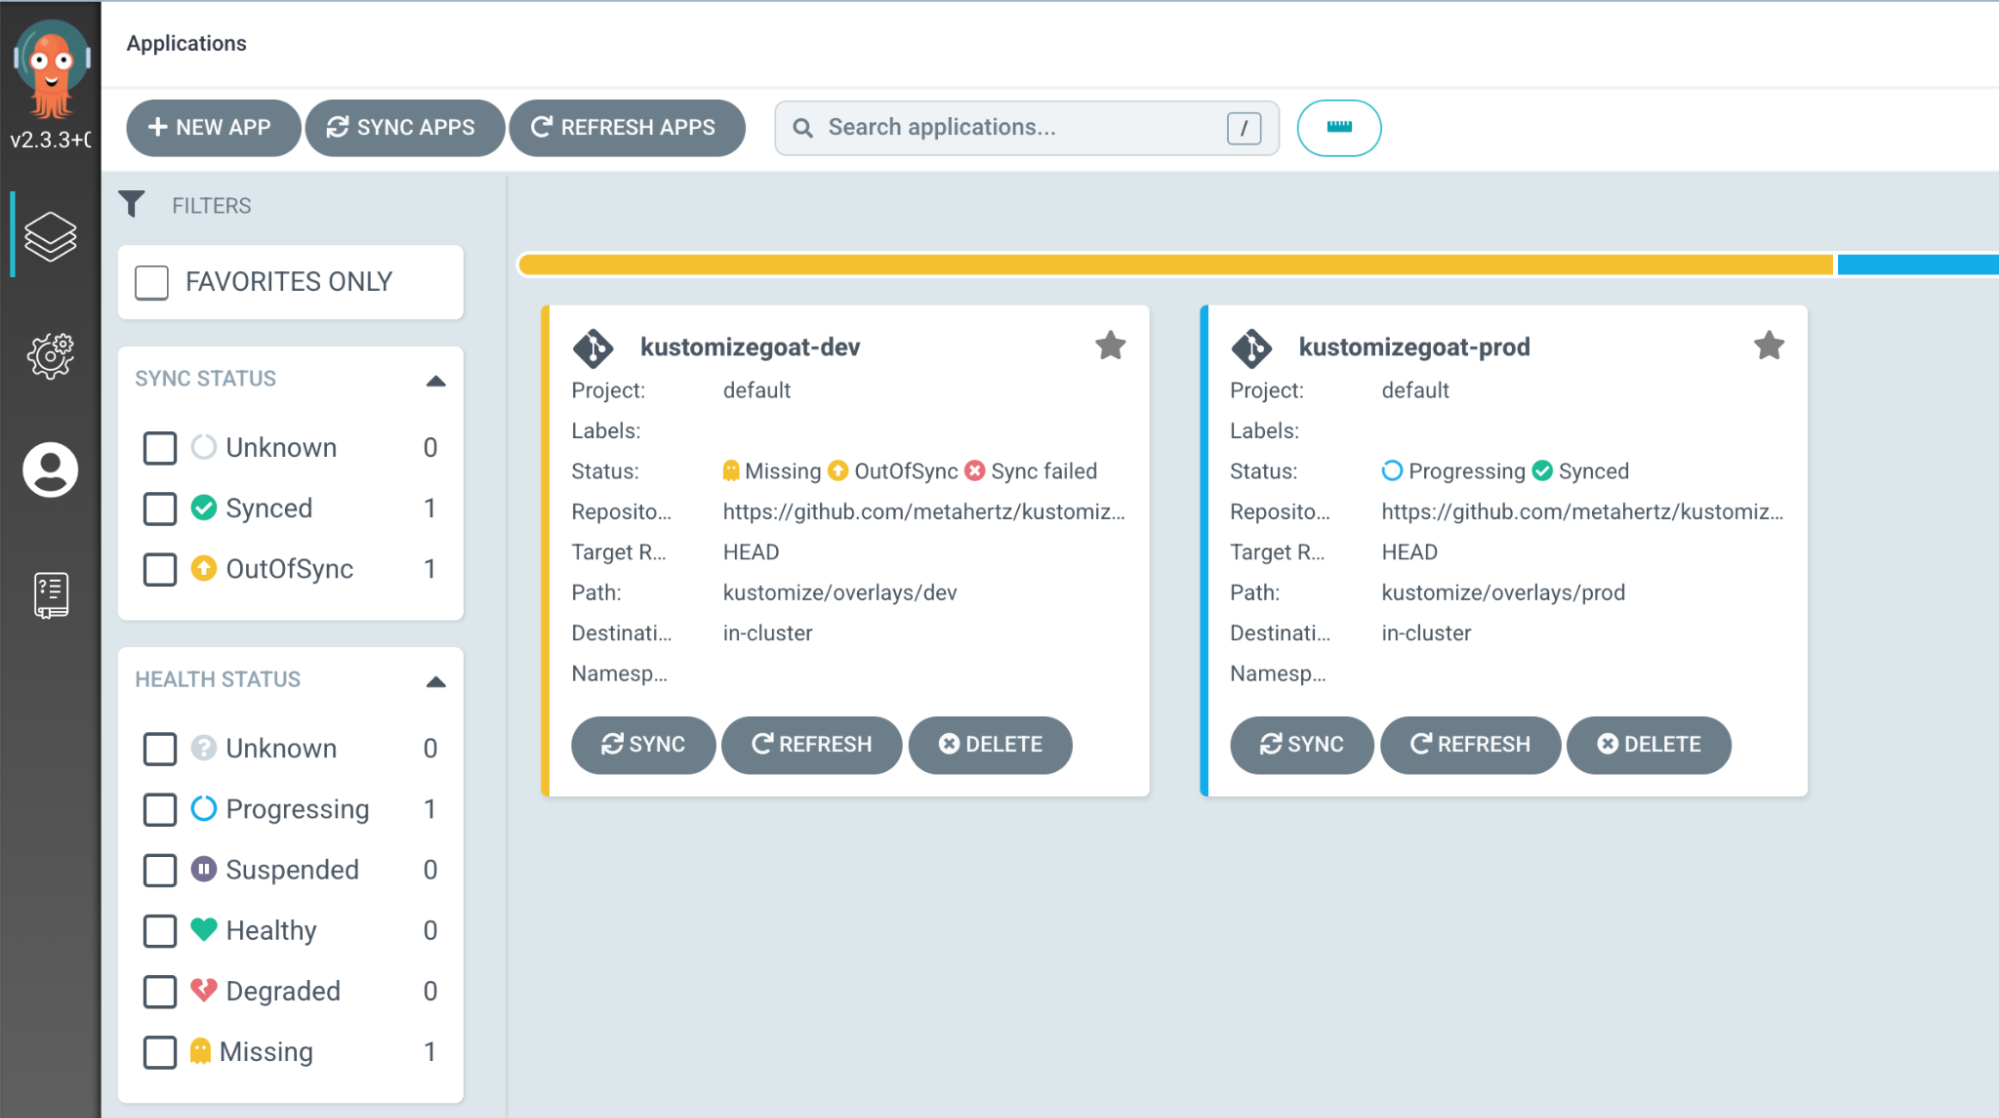 Applications
v2.3.3+0
NEW APP
SYNC APPS
REFRESH APPS
Search applications...
/
FILTERS
FAVORITES ONLY
SYNC STATUS
Unknown 0
Synced 1
OutOfSync 1
HEALTH STATUS
Unknown 0
Progressing 1
Suspended 0
Healthy 0
Degraded 0
Missing 1
kustomizegoat-dev
Project: default
Labels:
Status: Missing OutOfSync Sync failed
Reposito... https://github.com/metahertz/kustomiz...
Target R... HEAD
Path: kustomize/overlays/dev
Destinati... in-cluster
Namesp...
SYNC REFRESH DELETE
kustomizegoat-prod
Project: default
Labels:
Status: Progressing Synced
Reposito... https://github.com/metahertz/kustomiz...
Target R... HEAD
Path: kustomize/overlays/prod
Destinati... in-cluster
Namesp...
SYNC REFRESH DELETE